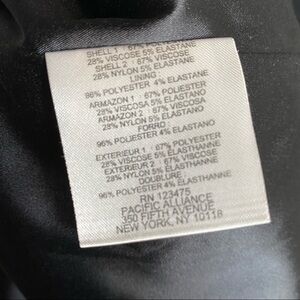 SHELL 1 : 67% POLYESTER
28% VISCOSE 5% ELASTANE
SHELL 2 : 67% VISCOSE
28% NYLON 5% ELASTANE
LINING :
96% POLYESTER 4% ELASTANE
ARMAZON 1 : 67% POLIESTER
28% VISCOSA 5% ELASTANO
ARMAZON 2 : 67% VISCOSA
28% NYLON 5% ELASTANO
FORRO :
96% POLIESTER 4% ELASTANO
EXTERIEUR 1 : 67% POLYESTER
28% VISCOSE 5% ELASTHANNE
EXTERIEUR 2 : 67% VISCOSE
28% NYLON 5% ELASTHANNE
DOUBLURE :
96% POLYESTER 4% ELASTHANNE
RN 123475
PACIFIC ALLIANCE
350 FIFTH AVENUE
NEW YORK, NY 10118